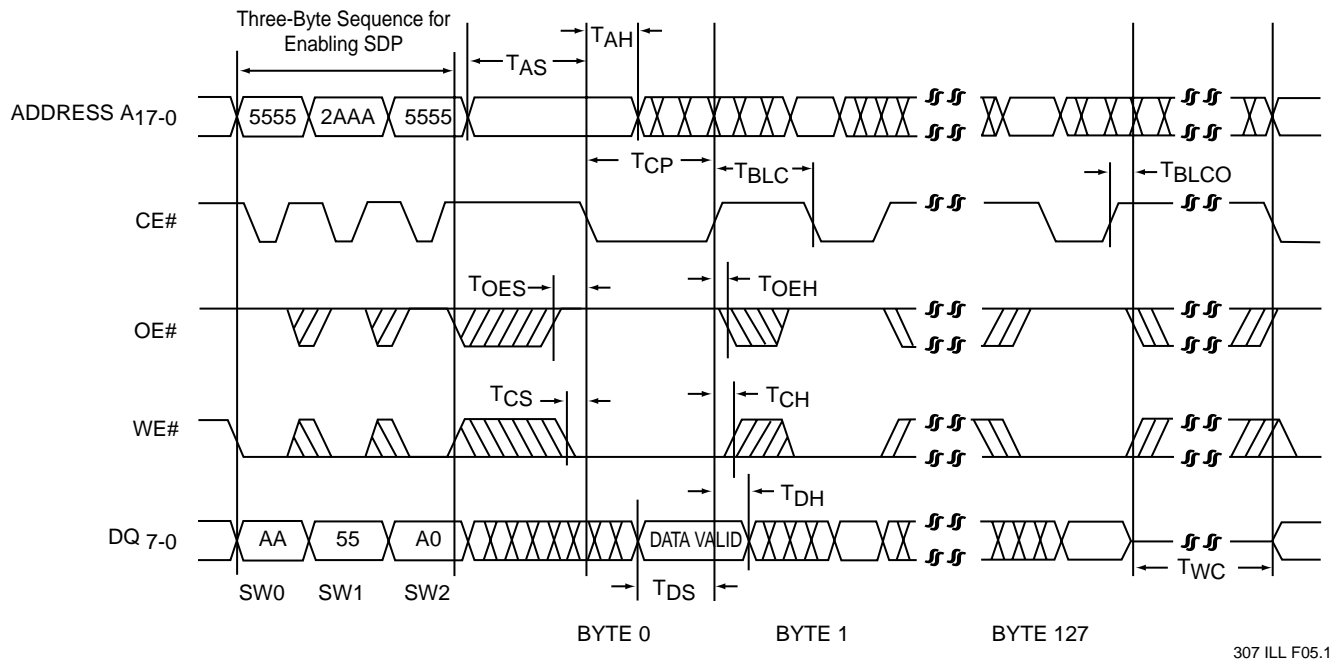 Three-Byte Sequence for
Enabling SDP
TAH
TAS
ADDRESS A17-0
5555
2AAA
5555
TCP
TBLC
TBLCO
CE#
TOES
TOEH
OE#
TCS
TCH
WE#
TDH
DQ 7-0
AA
55
A0
DATA VALID
TWC
SW0
SW1
SW2
TDS
BYTE 0
BYTE 1
BYTE 127
307 ILL F05.1